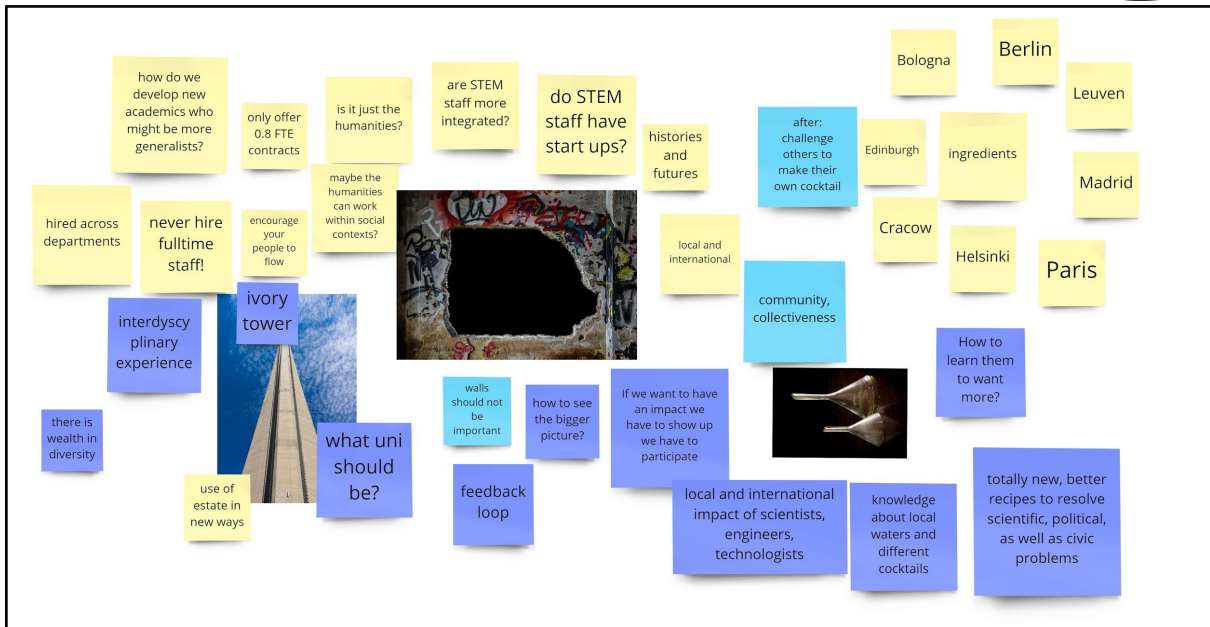 how do we
develop new
academics who
might be more
generalists?
only offer
0.8 FTE
contracts
is it just the
humanities?
are STEM
staff more
integrated?
do STEM
staff have
start ups?
histories
and
futures
hired across
departments
never hire
fulltime
staff!
encourage
your
people to
flow
maybe the
humanities
can work
within social
contexts?
local and
international
after:
challenge
others to
make their
own cocktail
Bologna
Berlin
Leuven
Edinburgh
ingredients
Madrid
Cracow
Helsinki
Paris
community,
collectiveness
interdyscy
plinary
experience
ivory
tower
there is
wealth in
diversity
what uni
should
be?
use of
estate in
new ways
walls
should not
be
important
how to see
the bigger
picture?
If we want to have
an impact we
have to show up
we have to
participate
feedback
loop
How to
learn them
to want
more?
local and international
impact of scientists,
engineers,
technologists
knowledge
about local
waters and
different
cocktails
totally new, better
recipes to resolve
scientific, political,
as well as civic
problems